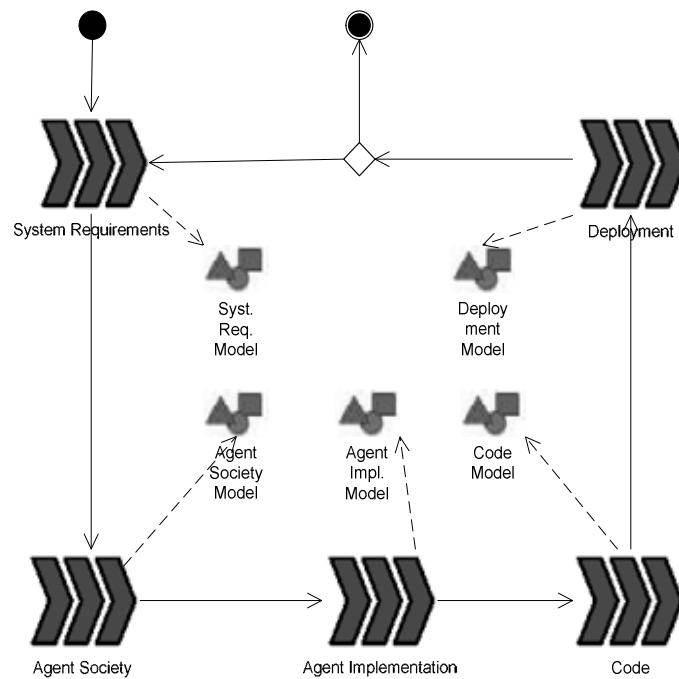 System Requirements
Deployment
Syst.
Req.
Model
Deploy
ment
Model
Agent
Society
Model
Agent
Impl.
Model
Code
Model
Agent Society
Agent Implementation
Code